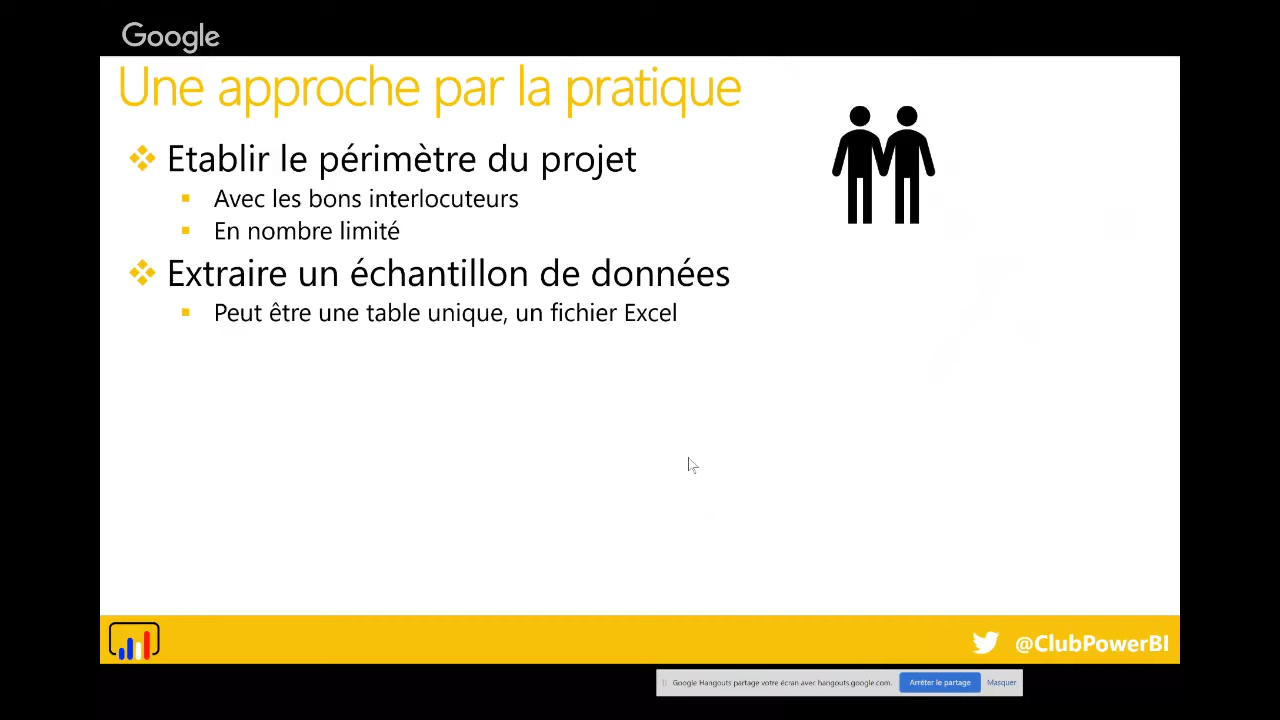 Google
Une approche par la pratique
Etablir le périmètre du projet
Avec les bons interlocuteurs
En nombre limité
Extraire un échantillon de données
Peut être une table unique, un fichier Excel
@ClubPowerBI
Google Hangouts partage votre écran avec hangouts.google.com. Arrêter le partage Masquer